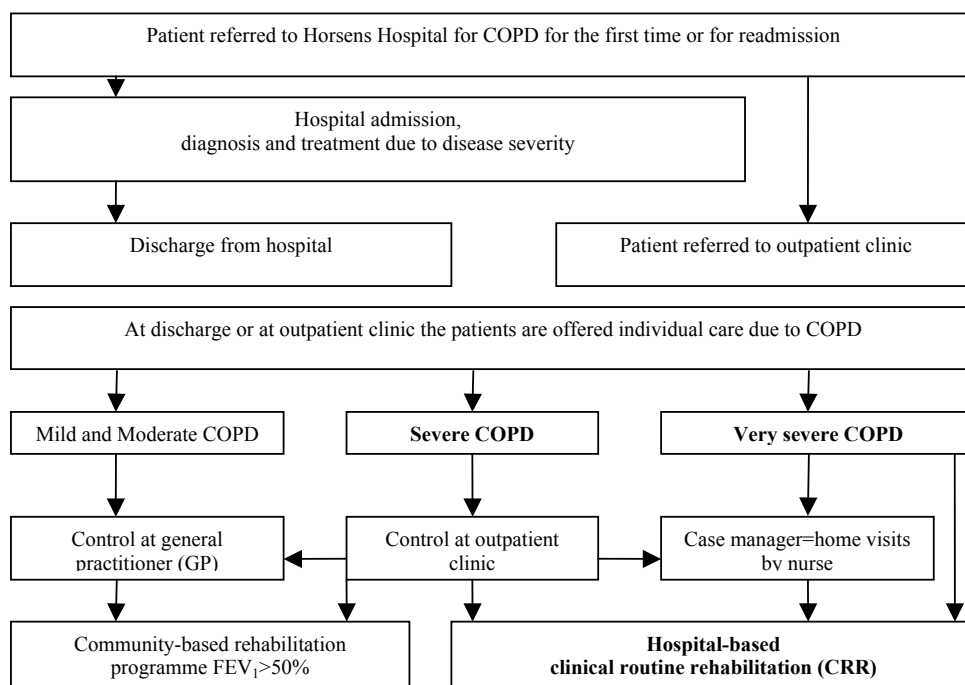 Patient referred to Horsens Hospital for COPD for the first time or for readmission
Hospital admission,
diagnosis and treatment due to disease severity
Discharge from hospital
Patient referred to outpatient clinic
At discharge or at outpatient clinic the patients are offered individual care due to COPD
Mild and Moderate COPD
Severe COPD
Very severe COPD
Control at general
practitioner (GP)
Control at outpatient
clinic
Case manager=home visits
by nurse
Community-based rehabilitation
programme FEV₁>50%
Hospital-based
clinical routine rehabilitation (CRR)